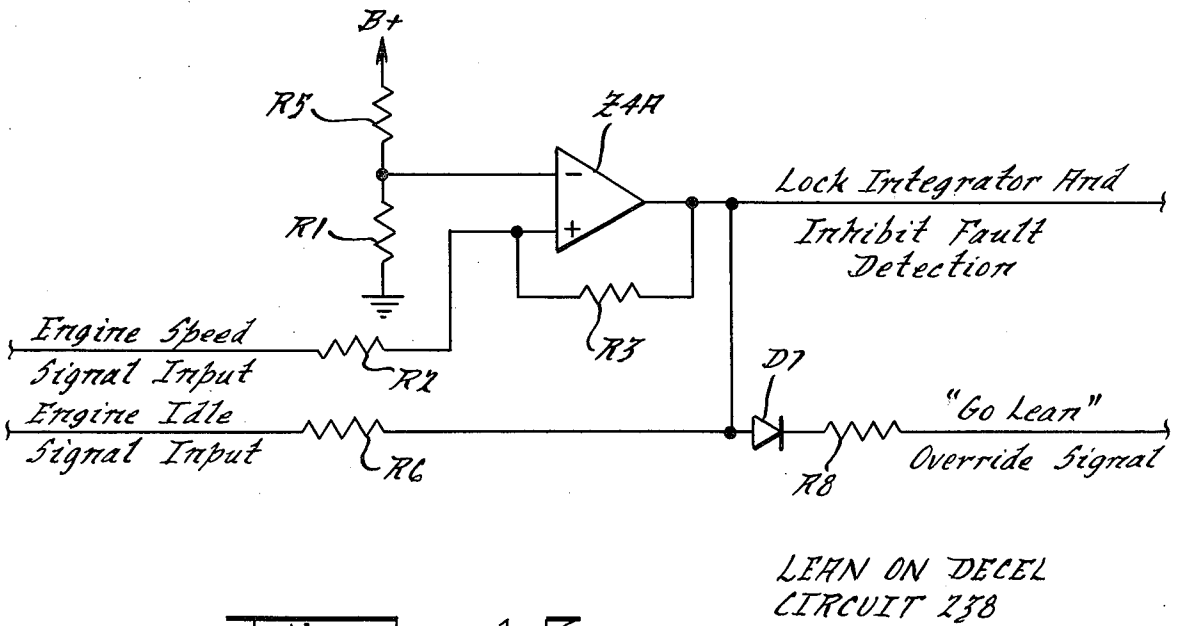 B+
R5
Z4A
Lock Integrator And
R1
Inhibit Fault
Detection
Engine Speed
R3
Signal Input
R2
D7
Engine Idle
"Go Lean"
Signal Input
R6
Override Signal
R8
LEAN ON DECEL
CIRCUIT 238